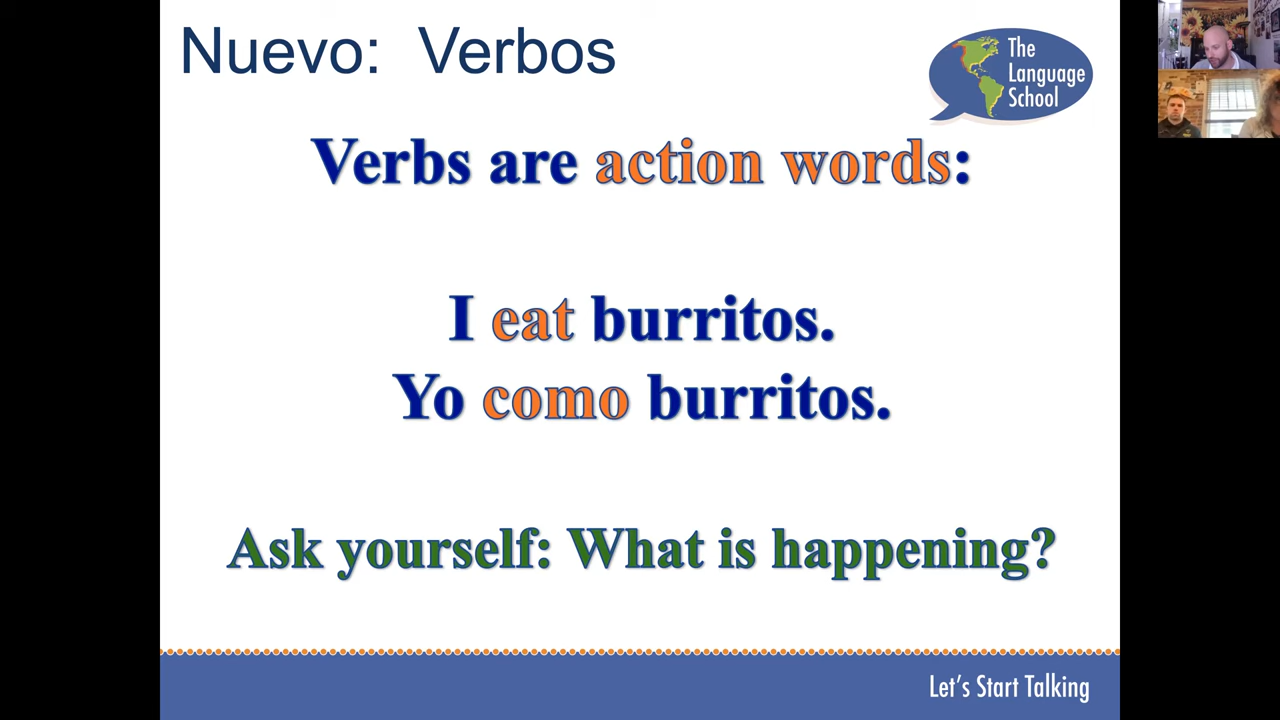 Nuevo: Verbos
The
Language
School
Verbs are action words:
I eat burritos.
Yo como burritos.
Ask yourself: What is happening?
Let's Start Talking